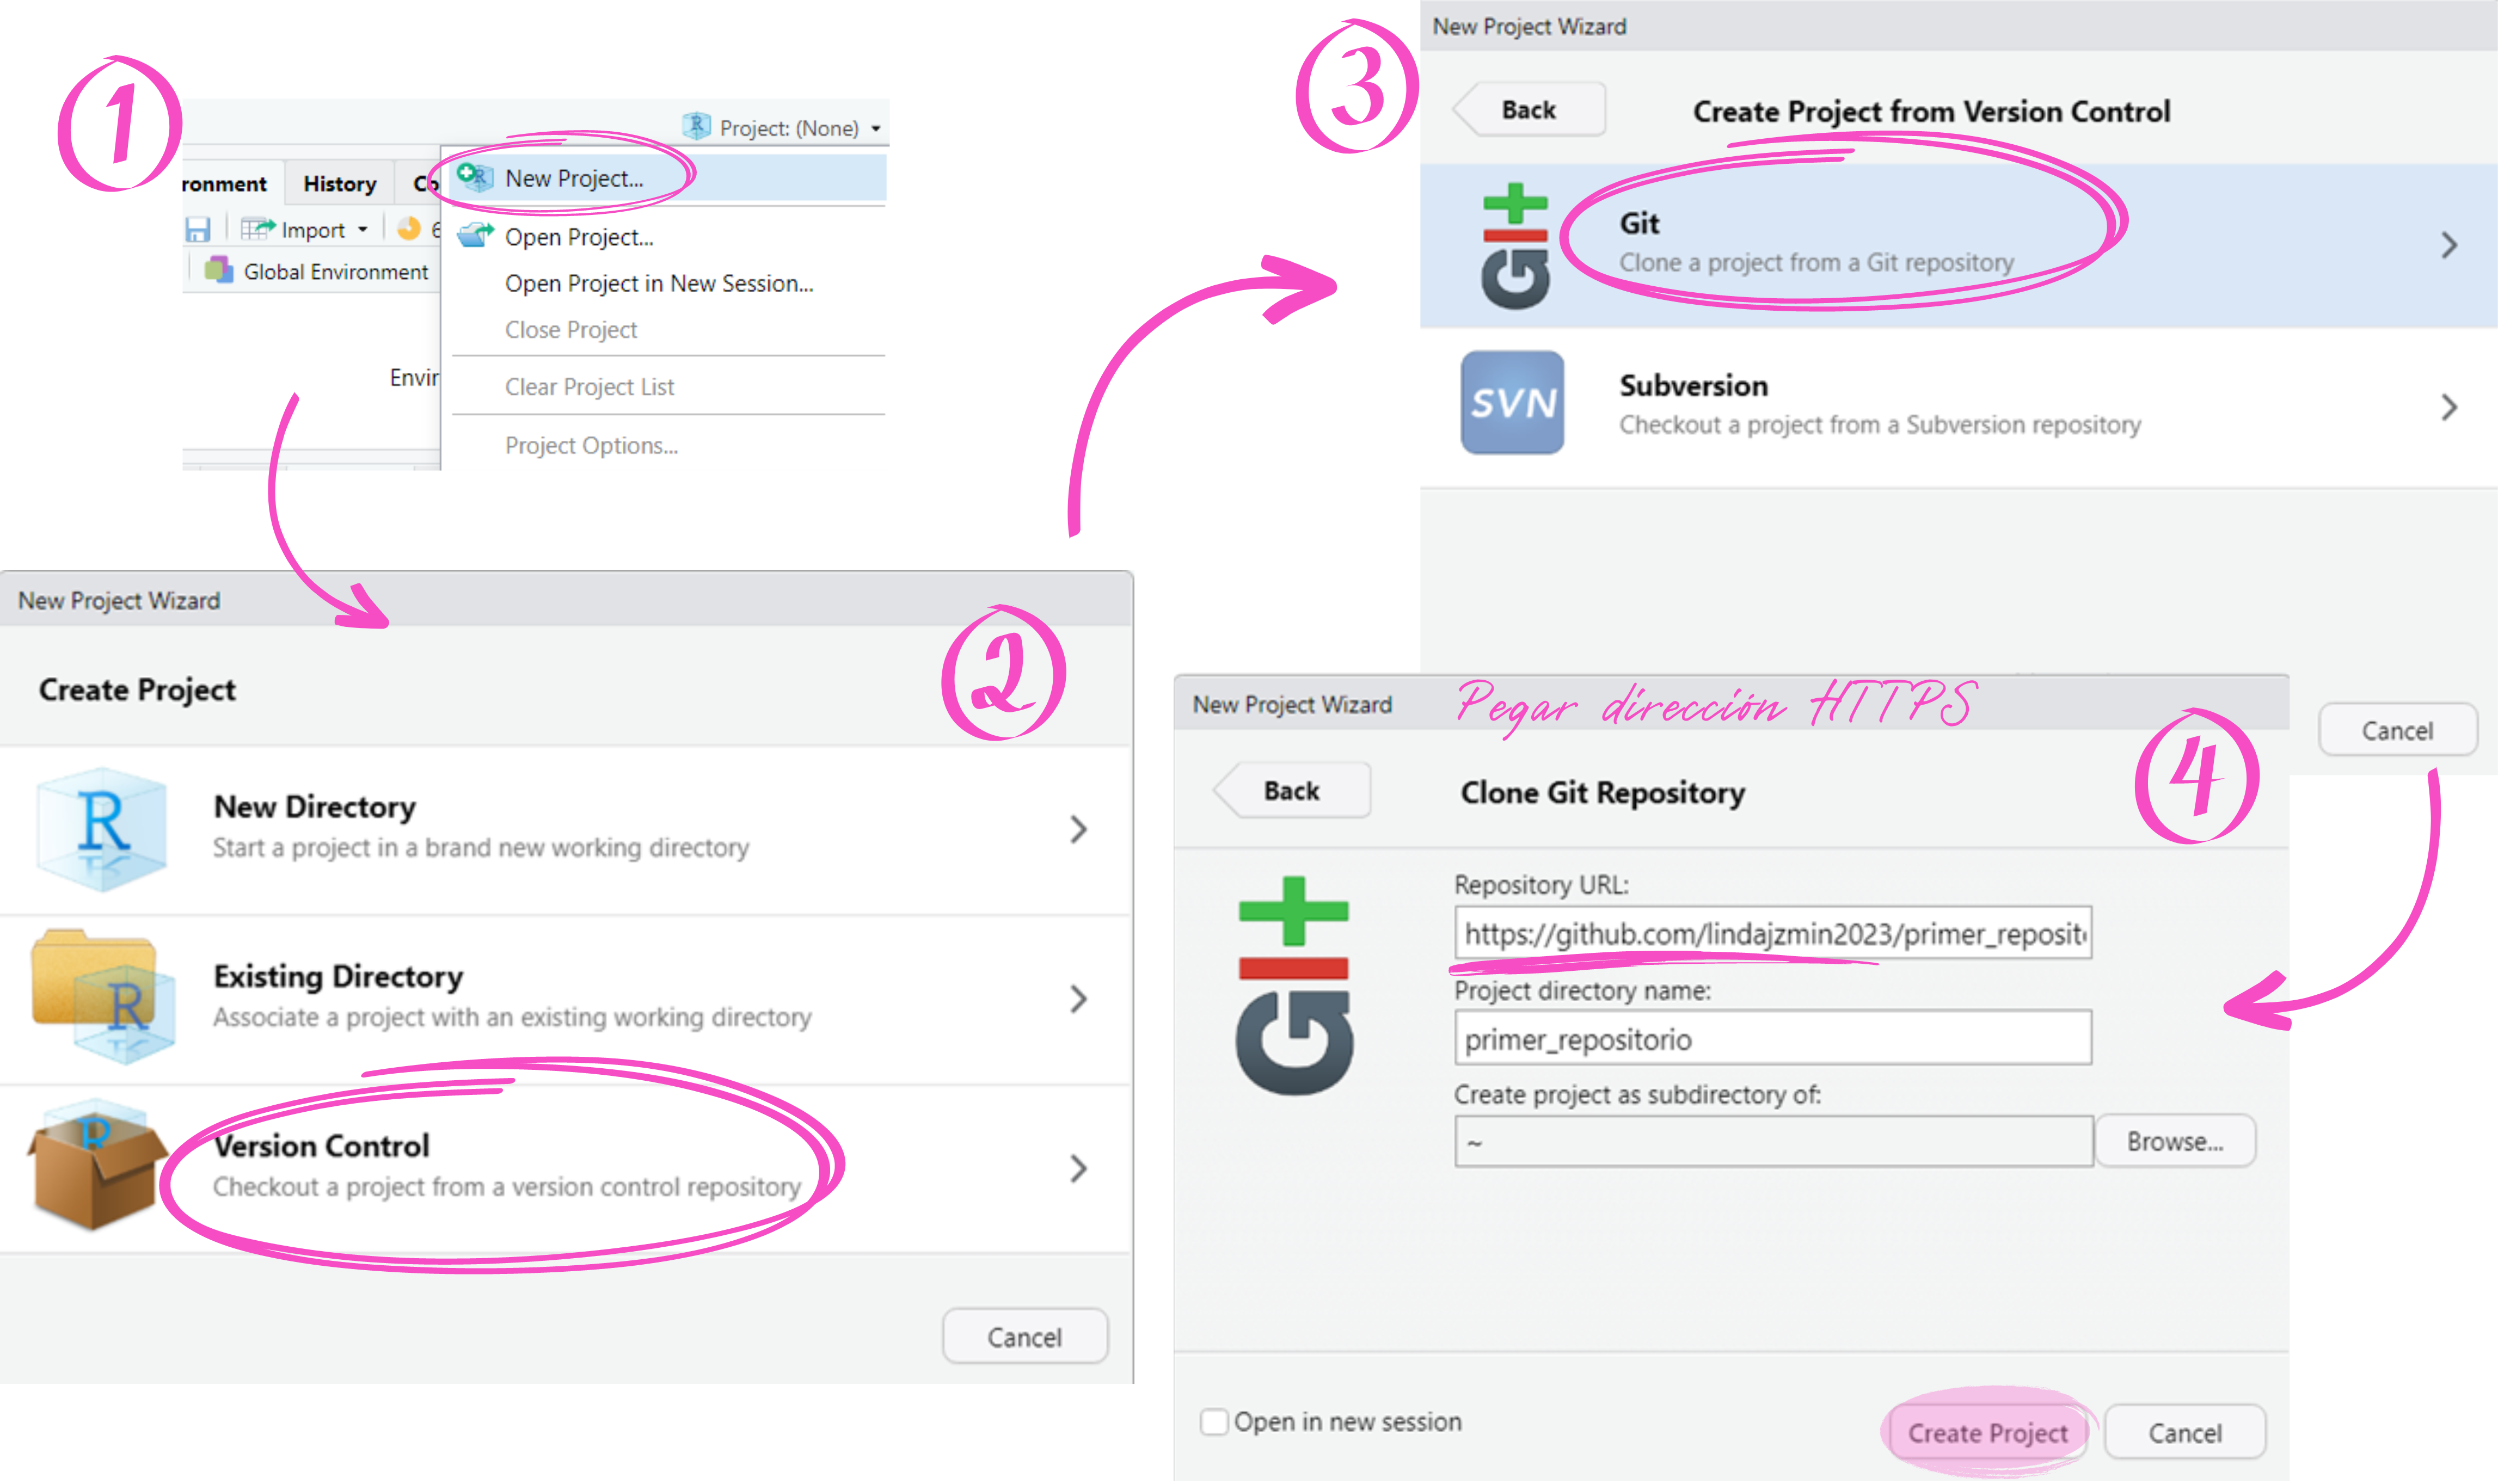 1
Project: (None)
ronment
History
Co
New Project...
Import
6
Open Project...
Global Environment
Open Project in New Session...
Close Project
Envir
Clear Project List
Project Options...
New Project Wizard
2
Create Project
R
New Directory
Start a project in a brand new working directory
R
Existing Directory
Associate a project with an existing working directory
R
Version Control
Checkout a project from a version control repository
Cancel
3
New Project Wizard
Back
Create Project from Version Control
Git
Git
Clone a project from a Git repository
SVN
Subversion
Checkout a project from a Subversion repository
Cancel
New Project Wizard
Pegar dirección HTTPS
4
Back
Clone Git Repository
Git
Repository URL:
https://github.com/lindajzmin2023/primer_reposit
Project directory name:
primer_repositorio
Create project as subdirectory of:
~
Browse...
Open in new session
Create Project
Cancel